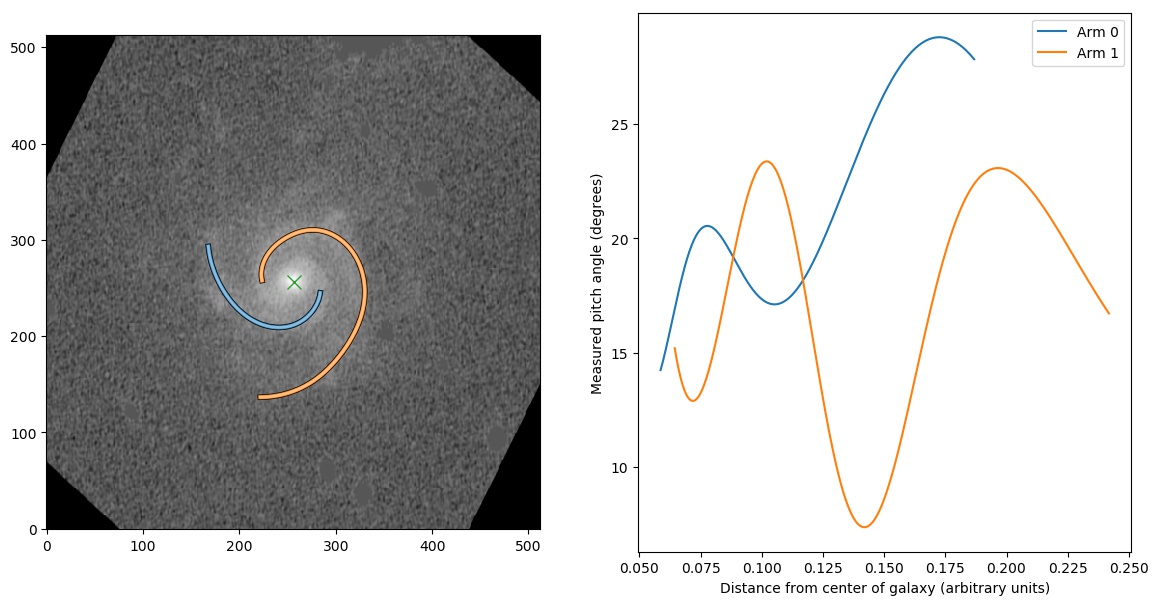 500
400
300
200
100
0
0 100 200 300 400 500
Arm 0
Arm 1
25
20
15
10
Measured pitch angle (degrees)
0.050 0.075 0.100 0.125 0.150 0.175 0.200 0.225 0.250
Distance from center of galaxy (arbitrary units)